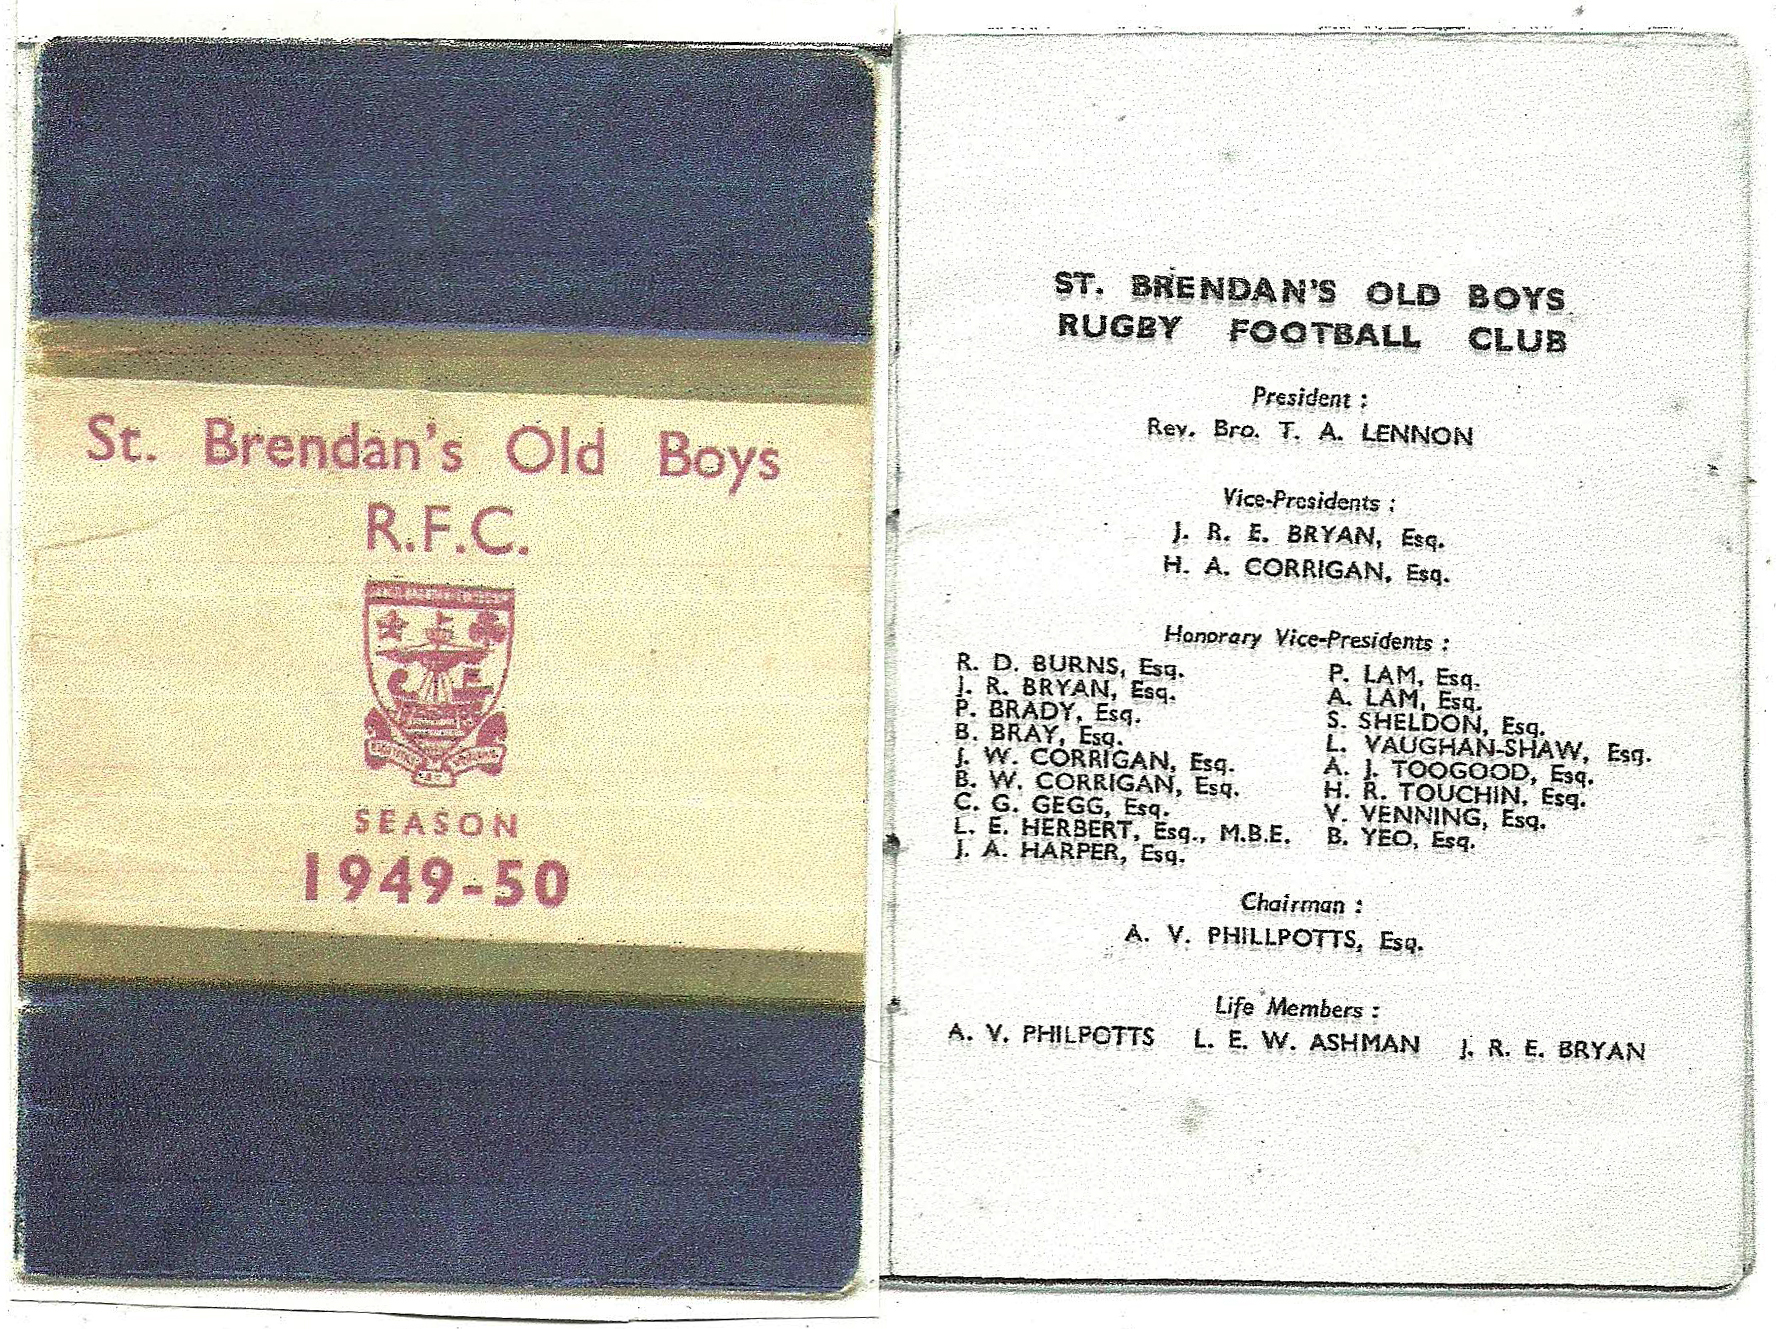 St. Brendan's Old Boys
R.F.C.
SEASON
1949-50
ST. BRENDAN'S OLD BOYS
RUGBY FOOTBALL CLUB
President :
Rev. Bro. T. A. LENNON
Vice-Presidents :
J. R. E. BRYAN, Esq.
H. A. CORRIGAN, Esq.
Honorary Vice-Presidents :
R. D. BURNS, Esq.
J. R. BRYAN, Esq.
P. BRADY, Esq.
B. BRAY, Esq.
J. W. CORRIGAN, Esq.
B. W. CORRIGAN, Esq.
C. G. GEGG, Esq.
L. E. HERBERT, Esq., M.B.E.
J. A. HARPER, Esq.
P. LAM, Esq.
A. LAM, Esq.
S. SHELDON, Esq.
L. VAUGHAN-SHAW, Esq.
A. J. TOOGOOD, Esq.
H. R. TOUCHIN, Esq.
V. VENNING, Esq.
B. YEO, Esq.
Chairman :
A. V. PHILLPOTTS, Esq.
Life Members :
A. V. PHILPOTTS L. E. W. ASHMAN J. R. E. BRYAN